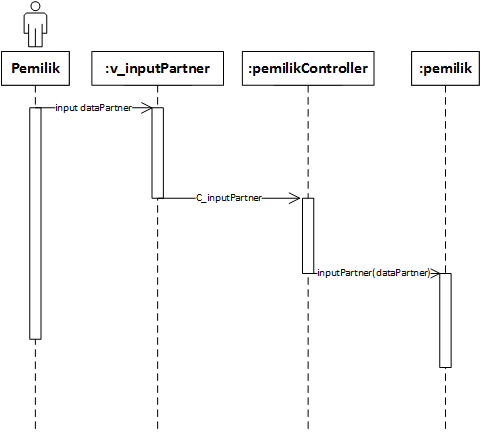 Pemilik
:v_inputPartner
:pemilikController
:pemilik
input dataPartner
C_inputPartner
inputPartner(dataPartner)